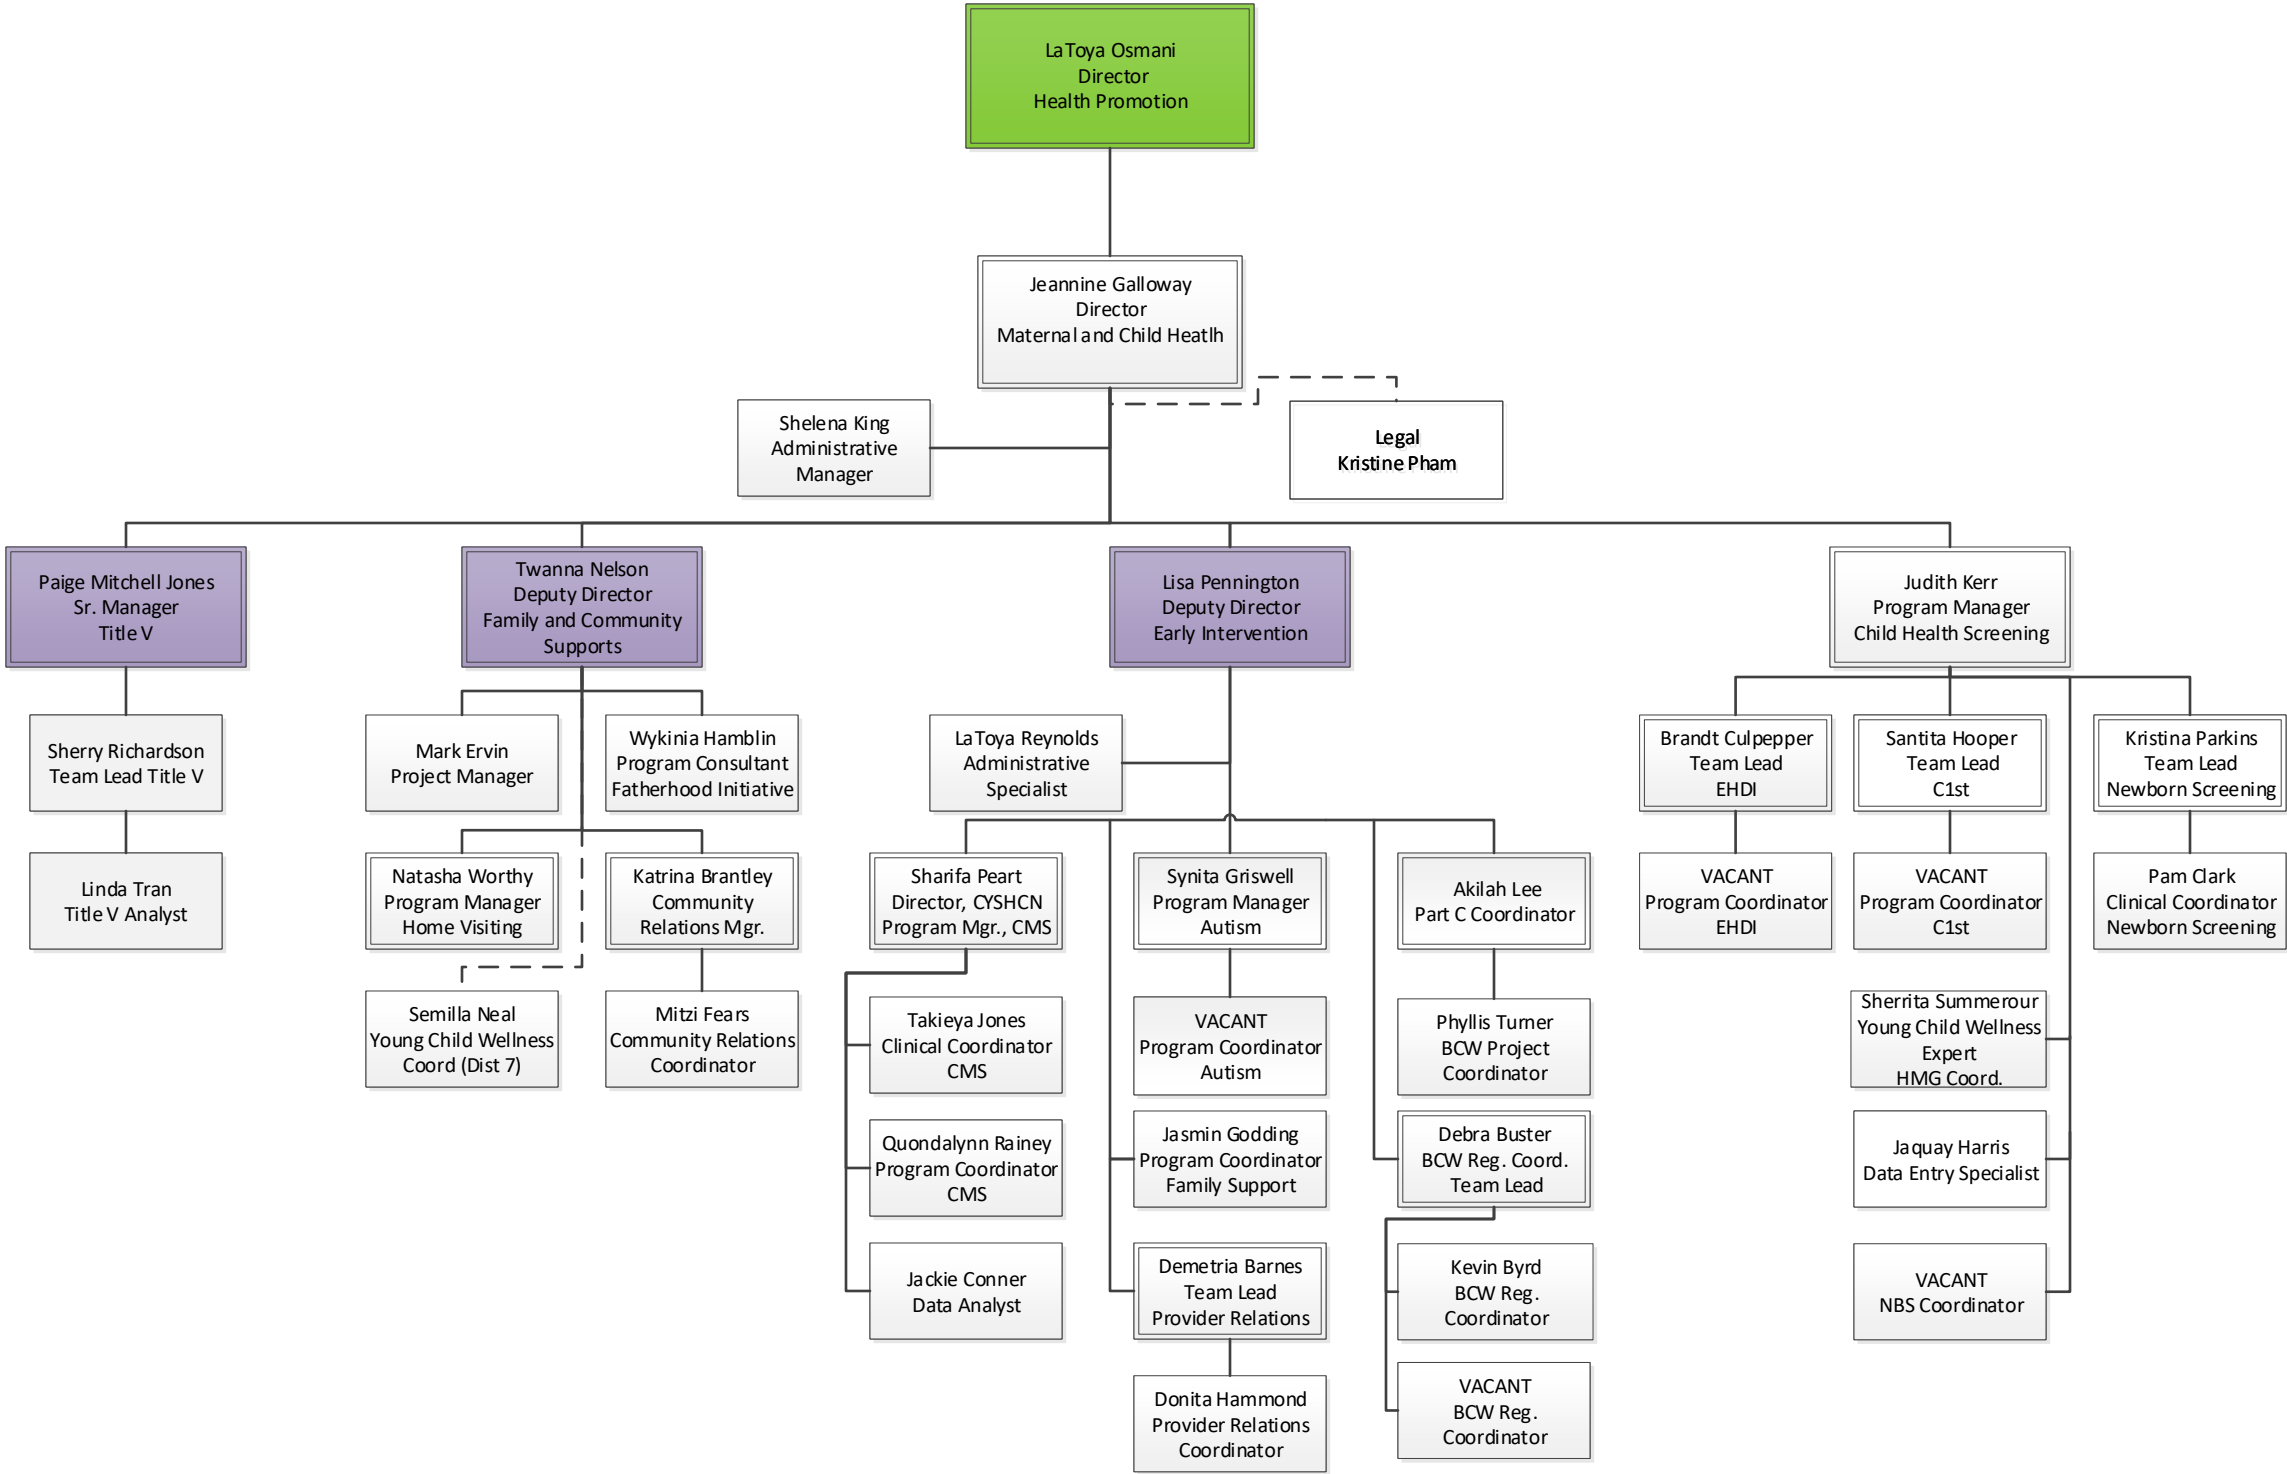 LaToya Osmani
Director
Health Promotion
Jeannine Galloway
Director
Maternal and Child Heatlh
Shelena King
Administrative
Manager
Legal
Kristine Pham
Paige Mitchell Jones
Sr. Manager
Title V
Twanna Nelson
Deputy Director
Family and Community
Supports
Lisa Pennington
Deputy Director
Early Intervention
Judith Kerr
Program Manager
Child Health Screening
Sherry Richardson
Team Lead Title V
Linda Tran
Title V Analyst
Mark Ervin
Project Manager
Wykinia Hamblin
Program Consultant
Fatherhood Initiative
Natasha Worthy
Program Manager
Home Visiting
Katrina Brantley
Community
Relations Mgr.
Semilla Neal
Young Child Wellness
Coord (Dist 7)
Mitzi Fears
Community Relations
Coordinator
LaToya Reynolds
Administrative
Specialist
Sharifa Peart
Director, CYSHCN
Program Mgr., CMS
Takieya Jones
Clinical Coordinator
CMS
Quondalynn Rainey
Program Coordinator
CMS
Jackie Conner
Data Analyst
Synita Griswell
Program Manager
Autism
VACANT
Program Coordinator
Autism
Jasmin Godding
Program Coordinator
Family Support
Demetria Barnes
Team Lead
Provider Relations
Donita Hammond
Provider Relations
Coordinator
Akilah Lee
Part C Coordinator
Phyllis Turner
BCW Project
Coordinator
Debra Buster
BCW Reg. Coord.
Team Lead
Kevin Byrd
BCW Reg.
Coordinator
VACANT
BCW Reg.
Coordinator
Brandt Culpepper
Team Lead
EHDI
VACANT
Program Coordinator
EHDI
Santita Hooper
Team Lead
C1st
VACANT
Program Coordinator
C1st
Kristina Parkins
Team Lead
Newborn Screening
Pam Clark
Clinical Coordinator
Newborn Screening
Sherrita Summerour
Young Child Wellness
Expert
HMG Coord.
Jaquay Harris
Data Entry Specialist
VACANT
NBS Coordinator